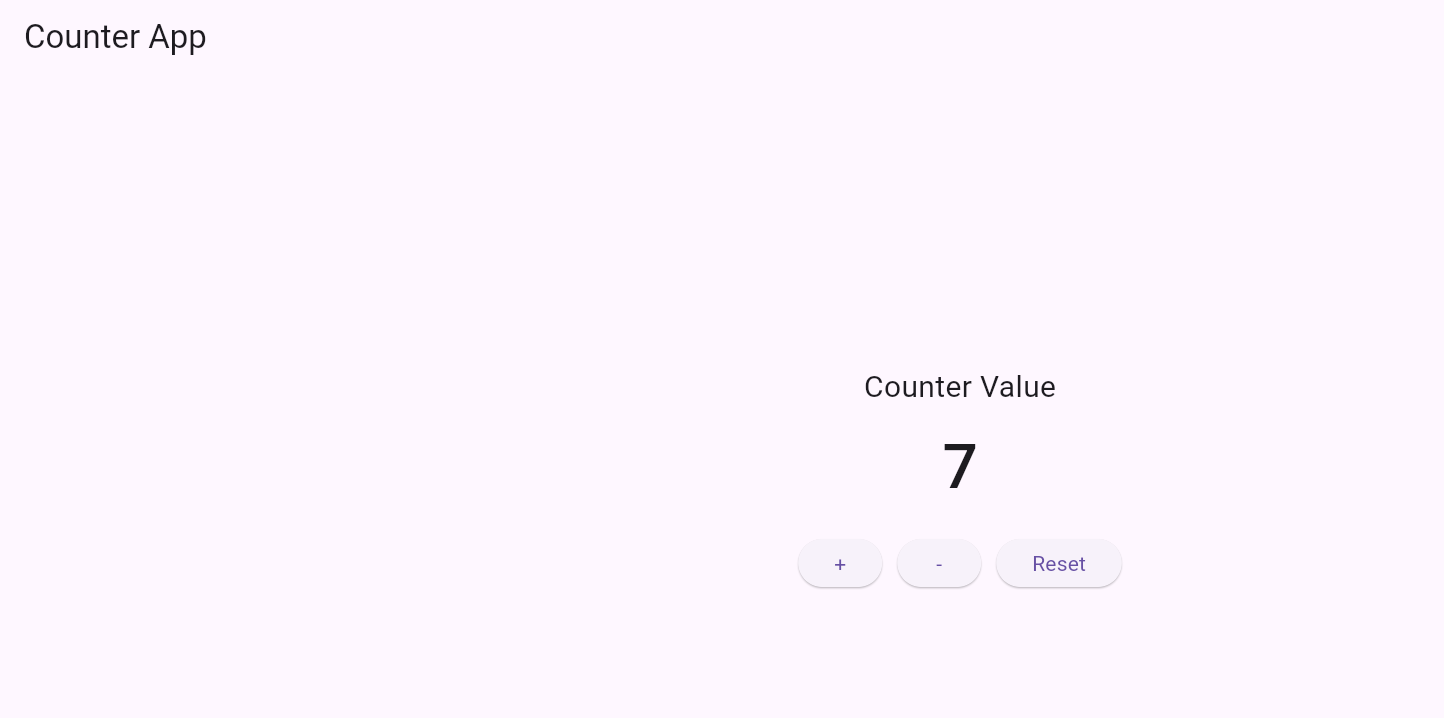 Counter App
Counter Value
7
+ - Reset